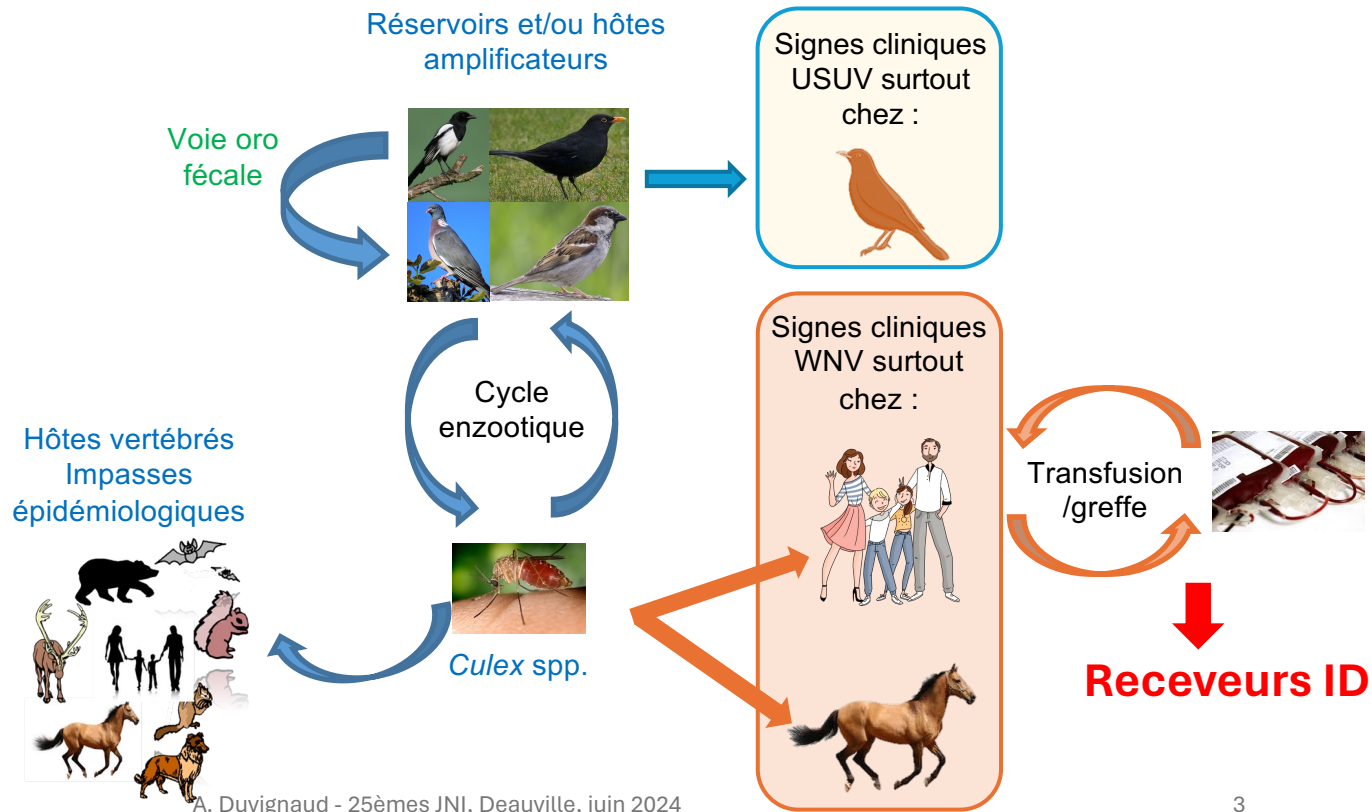 Réservoirs et/ou hôtes
amplificateurs
Voie oro
fécale
Signes cliniques
USUV surtout
chez :
Cycle
enzootique
Signes cliniques
WNV surtout
chez :
Transfusion
/greffe
Hôtes vertébrés
Impasses
épidémiologiques
Culex spp.
Receveurs ID
A. Duvignaud - 25èmes JNI, Deauville, juin 2024
3